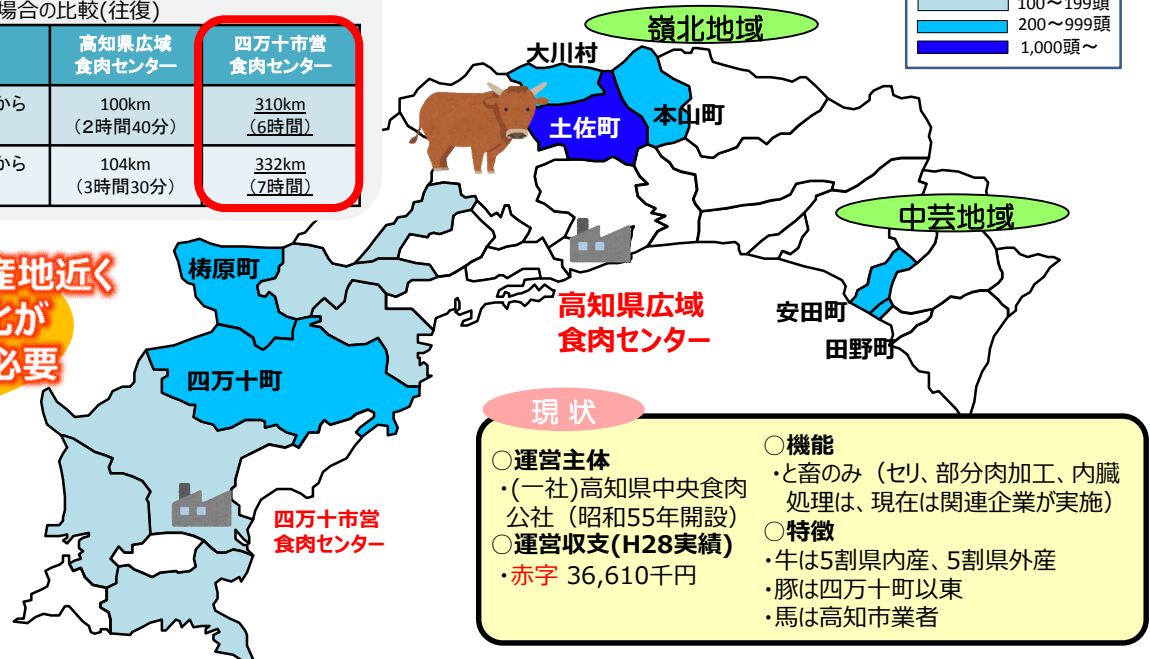 場合の比較(往復)
高知県広域
食肉センター
四万十市営
食肉センター
から
100km
(2時間40分)
310km
(6時間)
から
104km
(3時間30分)
332km
(7時間)
100~199頭
200~999頭
1,000頭~
嶺北地域
大川村
本山町
土佐町
中芸地域
産地近く
化が
必要
梼原町
高知県広域
食肉センター
安田町
田野町
四万十町
四万十市営
食肉センター
現 状
○運営主体
・(一社)高知県中央食肉
公社(昭和55年開設)
○運営収支(H28実績)
・赤字 36,610千円
○機能
・と畜のみ(セリ、部分肉加工、内臓
処理は、現在は関連企業が実施)
○特徴
・牛は5割県内産、5割県外産
・豚は四万十町以東
・馬は高知市業者